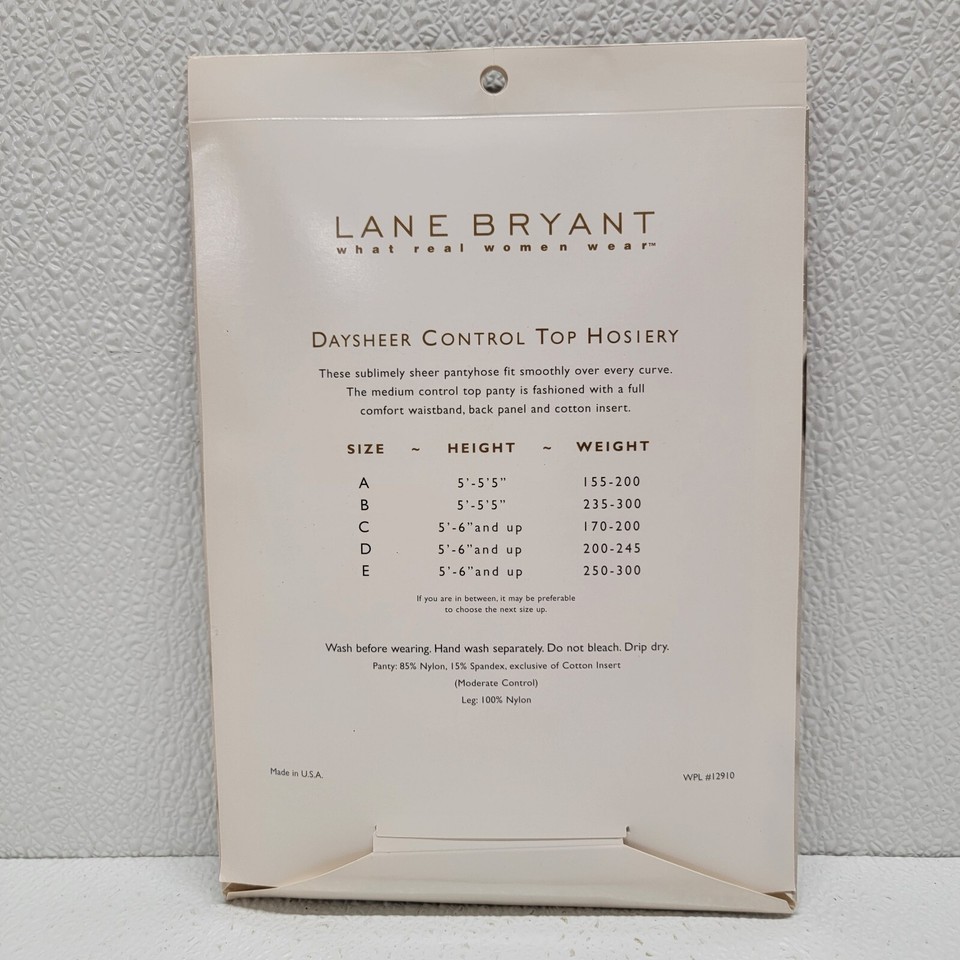 LANE BRYANT
what real women wear™
DAYSHEER CONTROL TOP HOSIERY
These sublimely sheer pantyhose fit smoothly over every curve.
The medium control top panty is fashioned with a full
comfort waistband, back panel and cotton insert.
SIZE ~ HEIGHT ~ WEIGHT
A 5'-5'5" 155-200
B 5'-5'5" 235-300
C 5'-6"and up 170-200
D 5'-6"and up 200-245
E 5'-6"and up 250-300
If you are in between, it may be preferable
to choose the next size up.
Wash before wearing. Hand wash separately. Do not bleach. Drip dry.
Panty: 85% Nylon, 15% Spandex, exclusive of Cotton Insert
(Moderate Control)
Leg: 100% Nylon
Made in U.S.A. WPL #12910